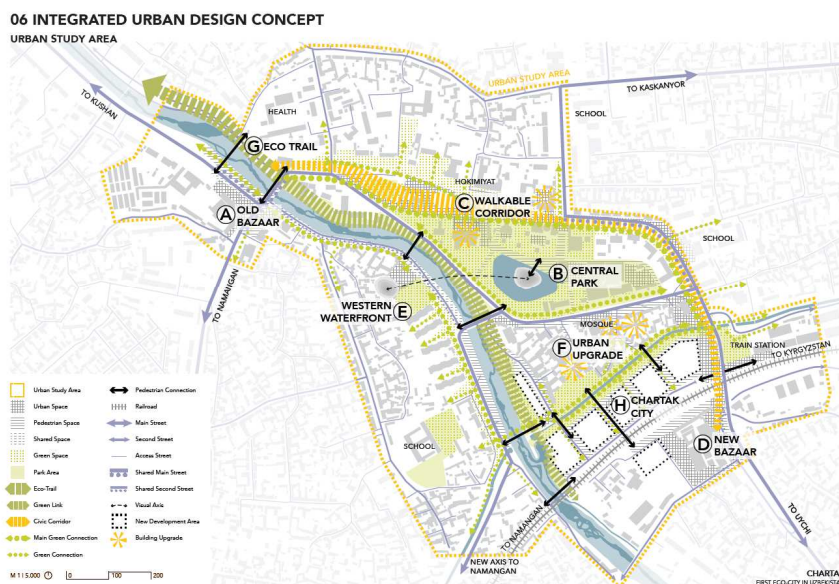 06 INTEGRATED URBAN DESIGN CONCEPT
URBAN STUDY AREA
URBAN STUDY AREA
TO KASKANYOR
TO KUSHAN
HEALTH
SCHOOL
G ECO TRAIL
HOKIMIYAT
C WALKABLE
CORRIDOR
A OLD
BAZAAR
SCHOOL
B CENTRAL
PARK
TO NAMANGAN
WESTERN
WATERFRONT E
MOSQUE
F URBAN
UPGRADE
TRAIN STATION
TO KYRGYZSTAN
H CHARTAK
CITY
SCHOOL
D NEW
BAZAAR
TO NAMANGAN
TO UYCHI
NEW AXIS TO
NAMANGAN
Urban Study Area
Urban Space
Pedestrian Space
Shared Space
Green Space
Park Area
Eco-Trail
Green Link
Civic Corridor
Main Green Connection
Green Connection
Pedestrian Connection
Railroad
Main Street
Second Street
Access Street
Shared Main Street
Shared Second Street
Visual Axis
New Development Area
Building Upgrade
M 1|5,000 0 100 200
CHARTA
FIRST ECO-CITY IN UZBEK